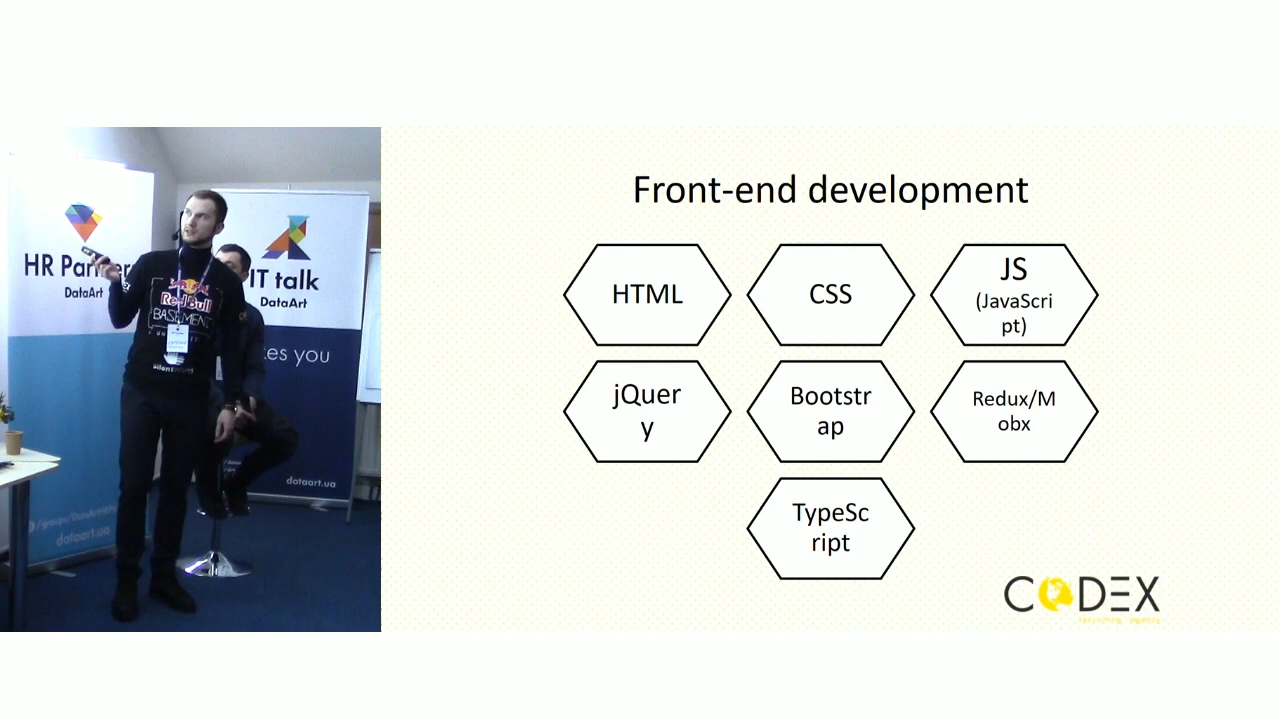 HR Partner
DataArt
IT talk
DataArt
kes you
dataart.ua
dataart.ua
Red Bull
BASEMENT
Front-end development
HTML
CSS
JS
(JavaScri
pt)
jQuer
y
Bootstr
ap
Redux/M
obx
TypeSc
ript
CODEX